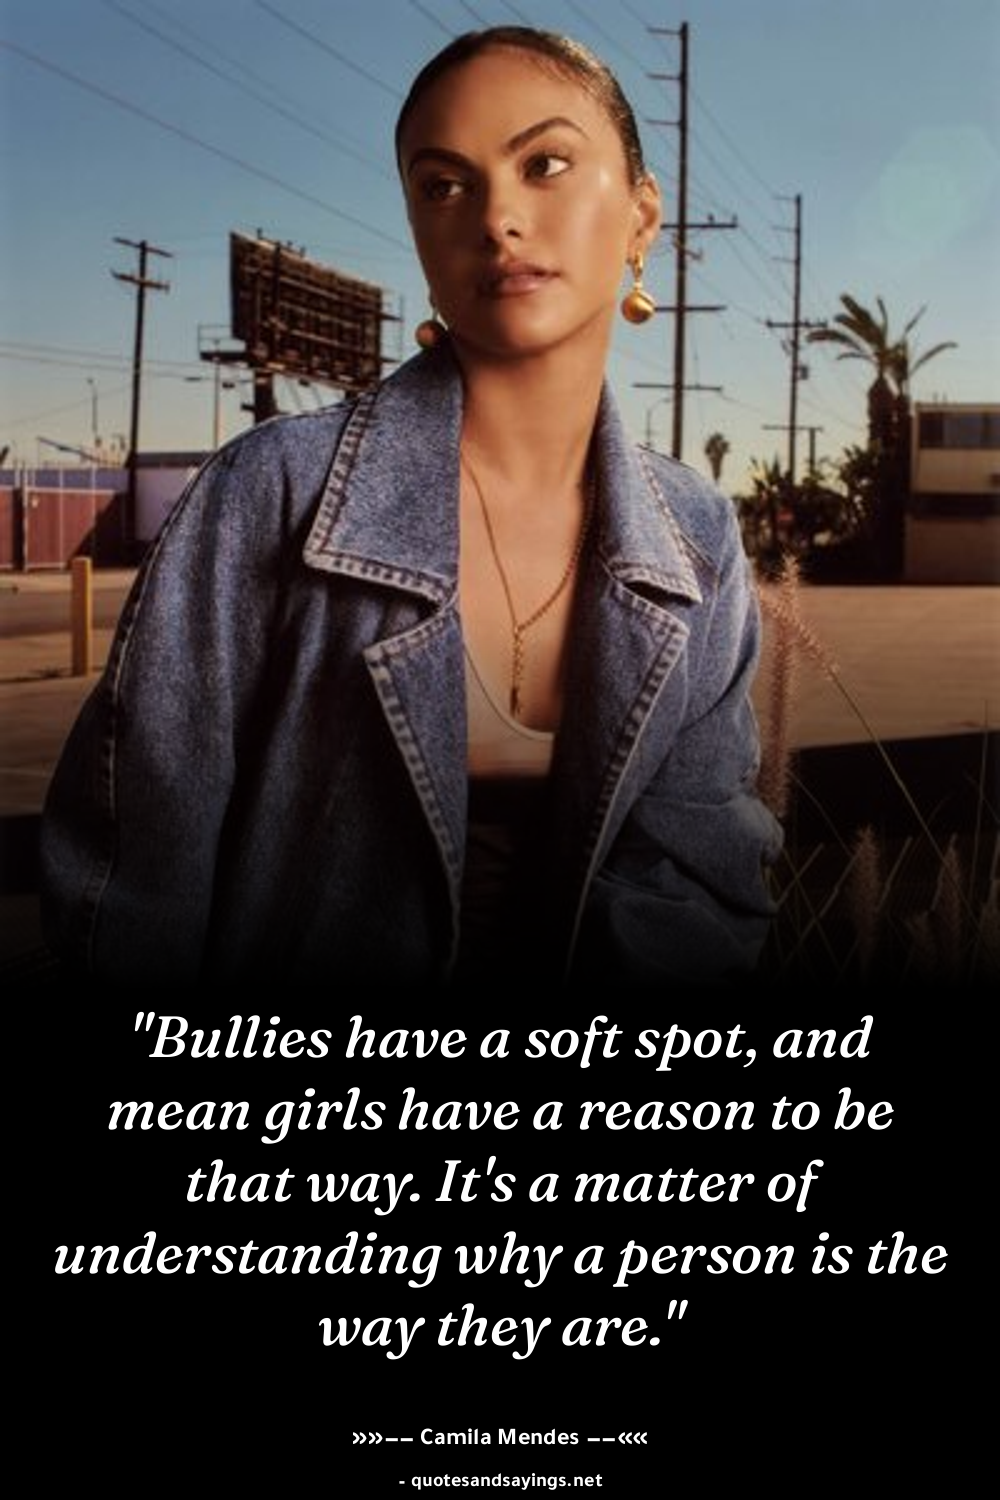 "Bullies have a soft spot, and
mean girls have a reason to be
that way. It's a matter of
understanding why a person is the
way they are."
»»−− Camila Mendes −−««
- quotesandsayings.net